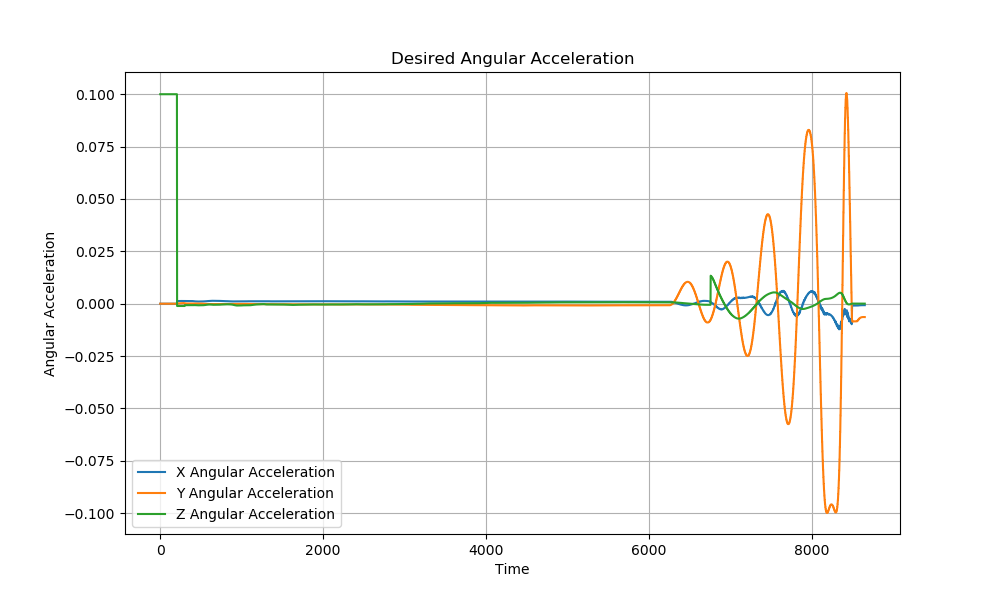 Desired Angular Acceleration
0.100
0.075
0.050
0.025
0.000
−0.025
−0.050
−0.075
−0.100
Angular Acceleration
X Angular Acceleration
Y Angular Acceleration
Z Angular Acceleration
0 2000 4000 6000 8000
Time